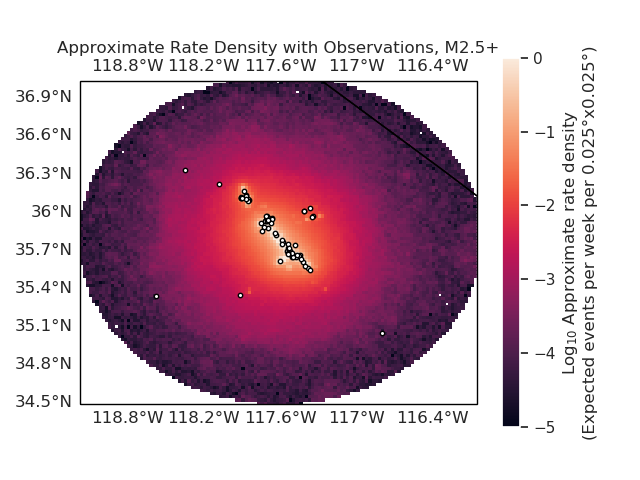 Approximate Rate Density with Observations, M2.5+
118.8°W 118.2°W 117.6°W 117°W 116.4°W
36.9°N
36.6°N
36.3°N
36°N
35.7°N
35.4°N
35.1°N
34.8°N
34.5°N
118.8°W 118.2°W 117.6°W 117°W 116.4°W
0
−1
−2
−3
−4
−5
Log₁₀ Approximate rate density
(Expected events per week per 0.025°x0.025°)